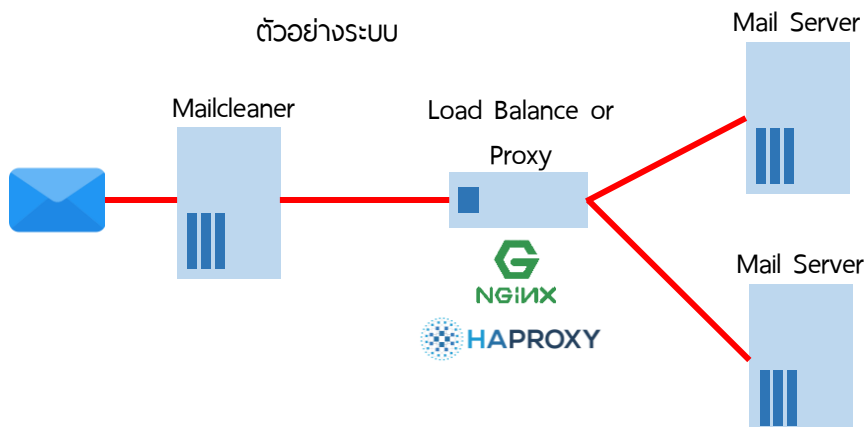 ตัวอย่างระบบ
Mail Server
Mailcleaner
Load Balance or
Proxy
NGiNX
HAPROXY
Mail Server